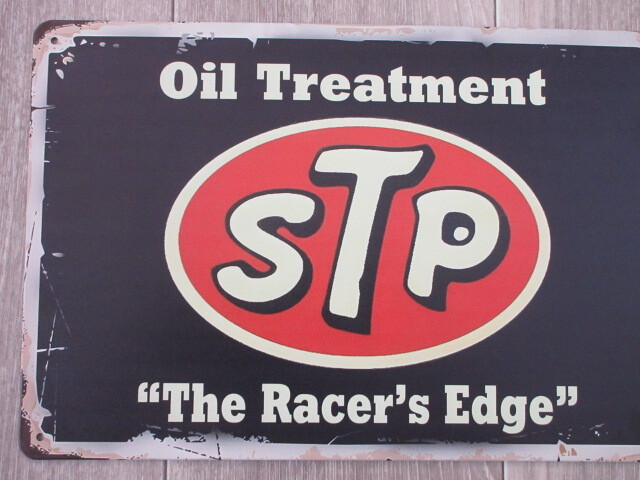 Oil Treatment
STP
“The Racer’s Edge”